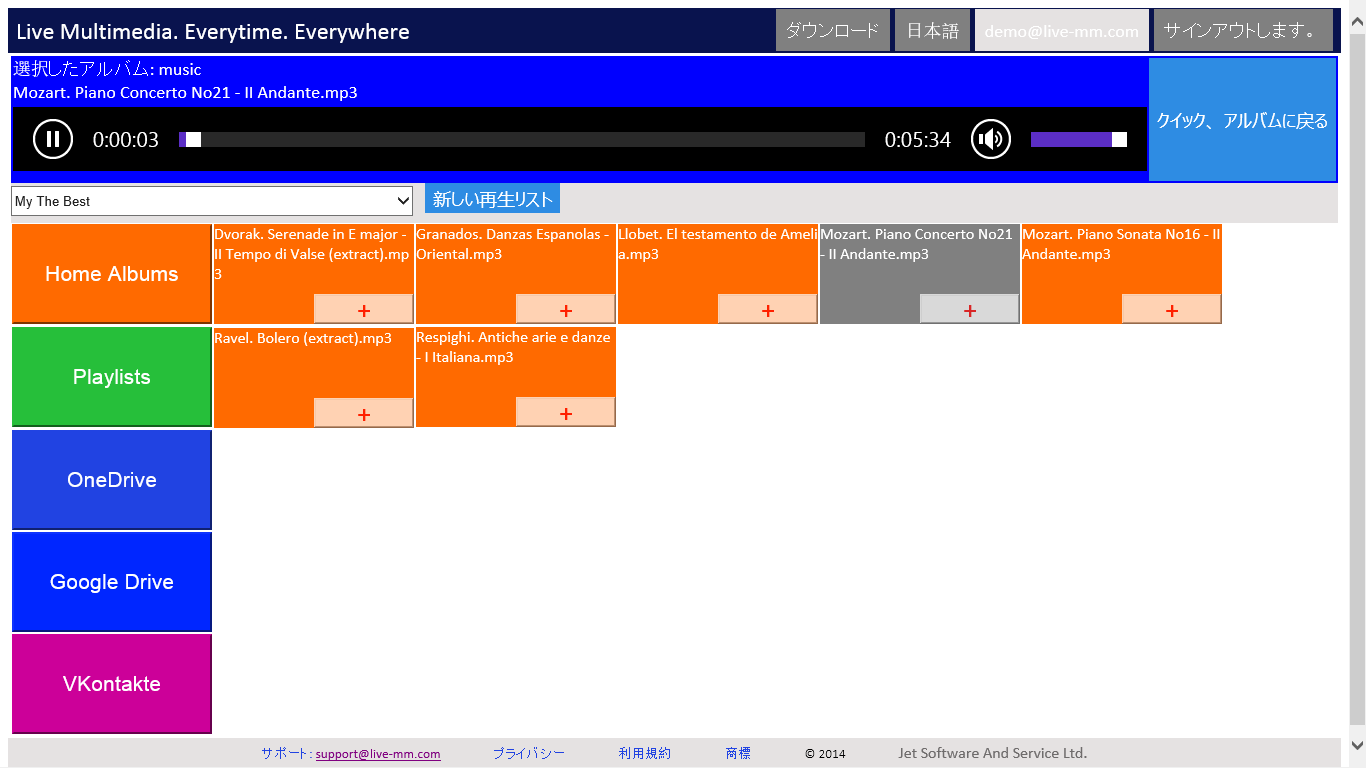 Live Multimedia. Everytime. Everywhere
ダウンロード
日本語
demo@live-mm.com
サインアウトします。
選択したアルバム: music
Mozart. Piano Concerto No21 - II Andante.mp3
0:00:03
0:05:34
クイック、アルバムに戻る
My The Best
新しい再生リスト
Home Albums
Dvorak. Serenade in E major -
II Tempo di Valse (extract).mp
3
+
Granados. Danzas Espanolas -
Oriental.mp3
+
Llobet. El testamento de Ameli
a.mp3
+
Mozart. Piano Concerto No21
- II Andante.mp3
+
Mozart. Piano Sonata No16 - II
Andante.mp3
+
Playlists
Ravel. Bolero (extract).mp3
+
Respighi. Antiche arie e danze
- I Italiana.mp3
+
OneDrive
Google Drive
VKontakte
サポート: support@live-mm.com
プライバシー
利用規約
商標
© 2014
Jet Software And Service Ltd.